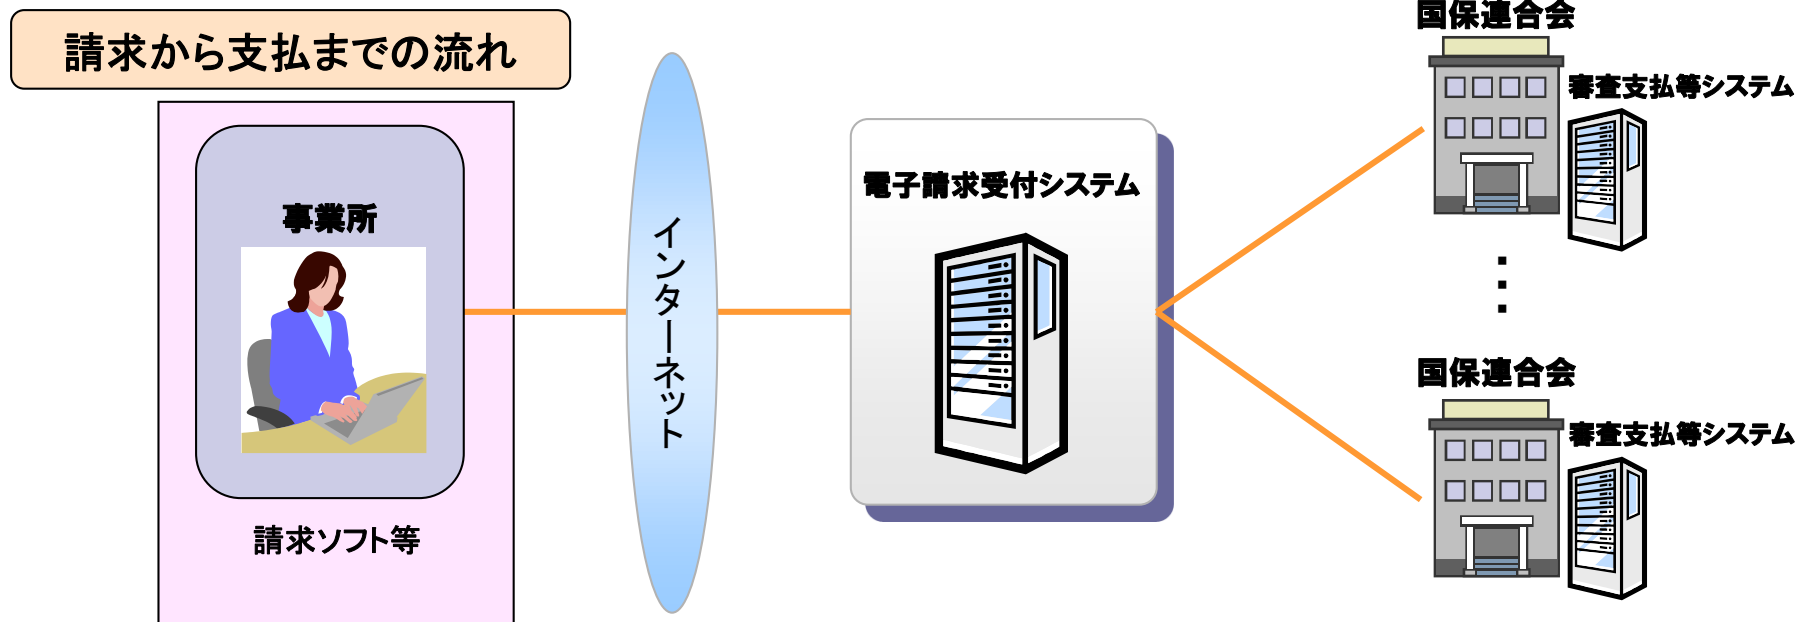 請求から支払までの流れ
事業所
請求ソフト等
インターネット
電子請求受付システム
国保連合会
審査支払等システム
国保連合会
審査支払等システム